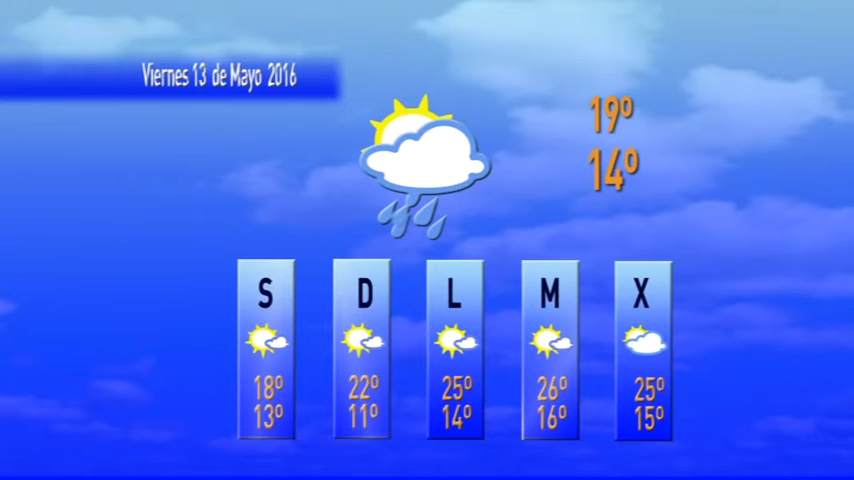 Viernes 13 de Mayo 2016
19º
14º
S D L M X
18º 22º 25º 26º 25º
13º 11º 14º 16º 15º